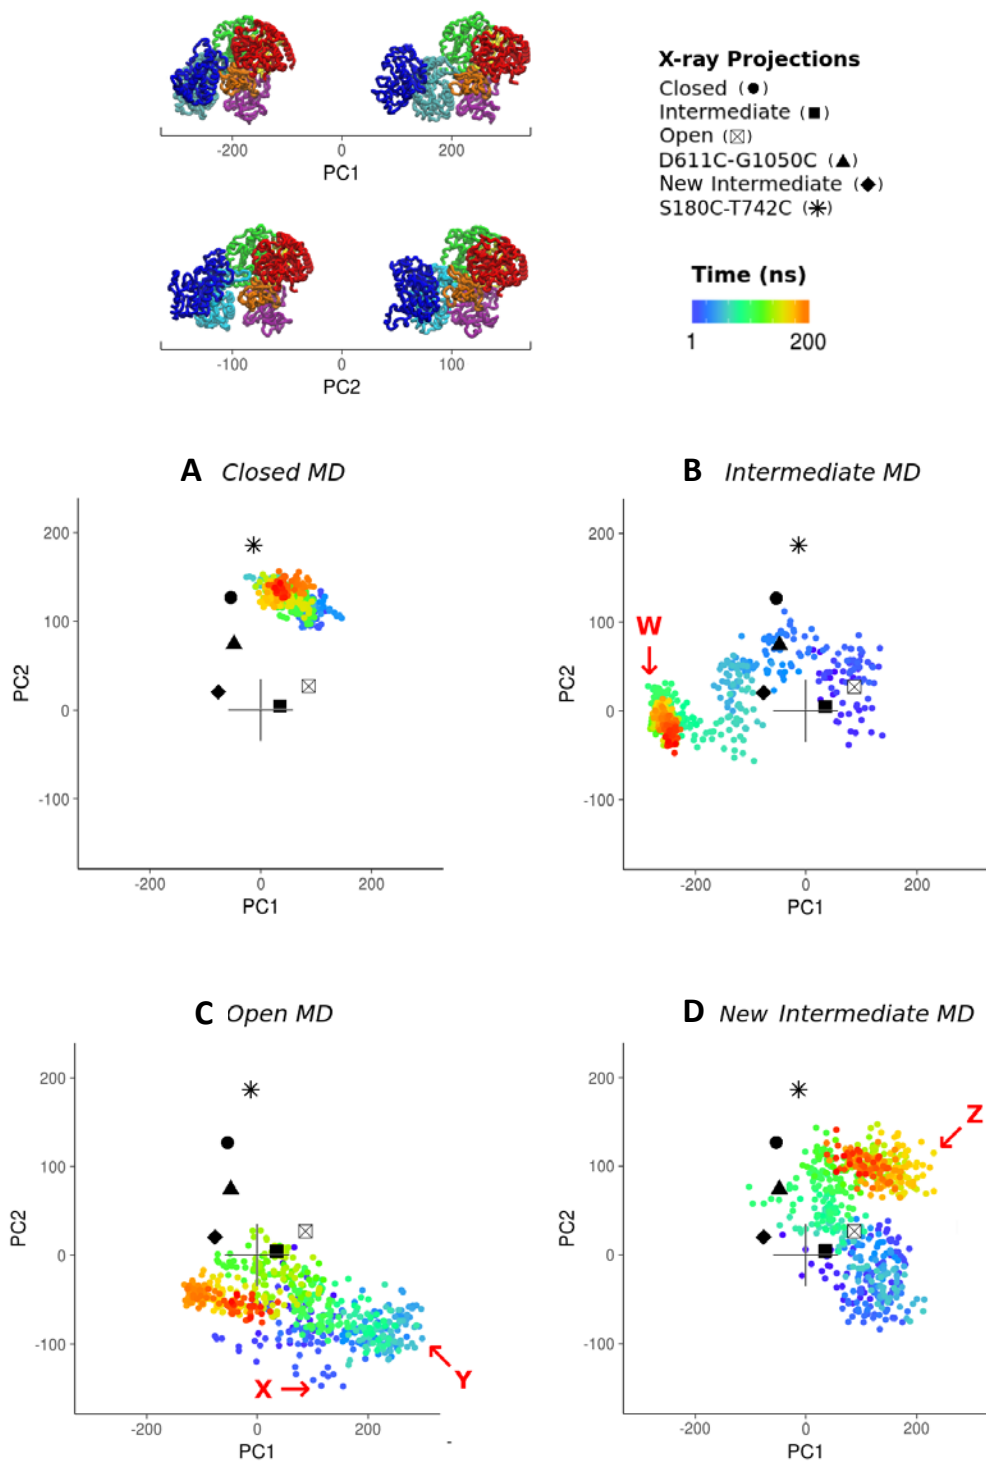 -200 0 200
PC1
-100 0 100
PC2
X-ray Projections
Closed (●)
Intermediate (■)
Open (☒)
D611C-G1050C (▲)
New Intermediate (◆)
S180C-T742C (✳)
Time (ns)
1 200
A Closed MD
200
100
0
-100
PC2
-200 0 200
PC1
B Intermediate MD
W
200
100
0
-100
PC2
-200 0 200
PC1
C Open MD
200
100
0
-100
PC2
X
Y
-200 0 200
PC1
D New Intermediate MD
Z
200
100
0
-100
PC2
-200 0 200
PC1